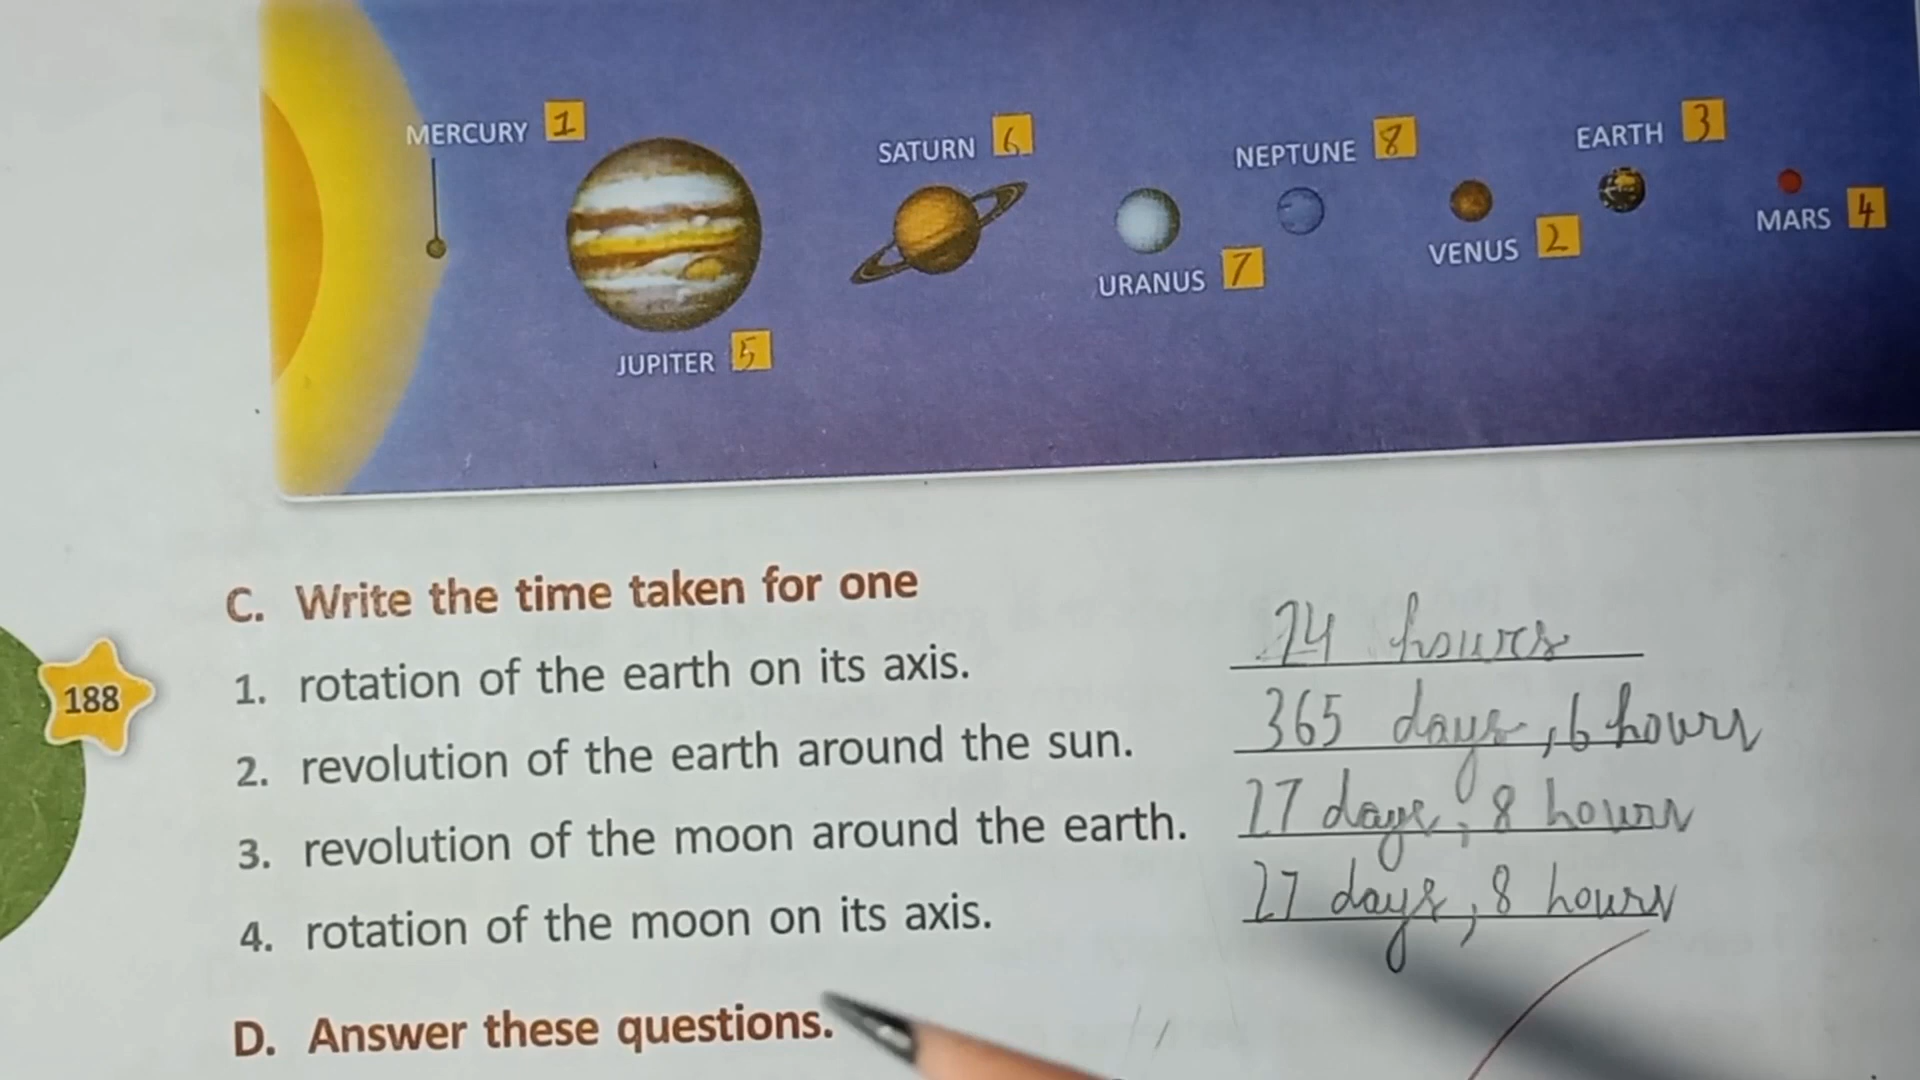 MERCURY 1
SATURN 6
NEPTUNE 8
EARTH 3
JUPITER 5
URANUS 7
VENUS 2
MARS 4
C. Write the time taken for one
1. rotation of the earth on its axis. 24 hours
2. revolution of the earth around the sun. 365 days, 6 hours
3. revolution of the moon around the earth. 27 days, 8 hours
4. rotation of the moon on its axis. 27 days, 8 hours
188
D. Answer these questions.